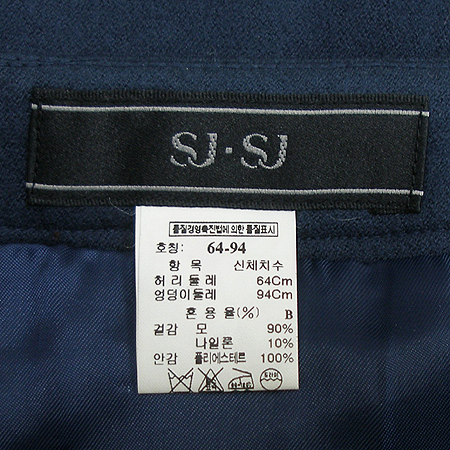 SJ·SJ
품질경영촉진법에 의한 품질표시
호칭: 64-94
항 목 신체치수
허리둘레 64Cm
엉덩이둘레 94Cm
혼용율(%) B
겉감 모 90%
나일론 10%
안감 폴리에스테르 100%
드라이